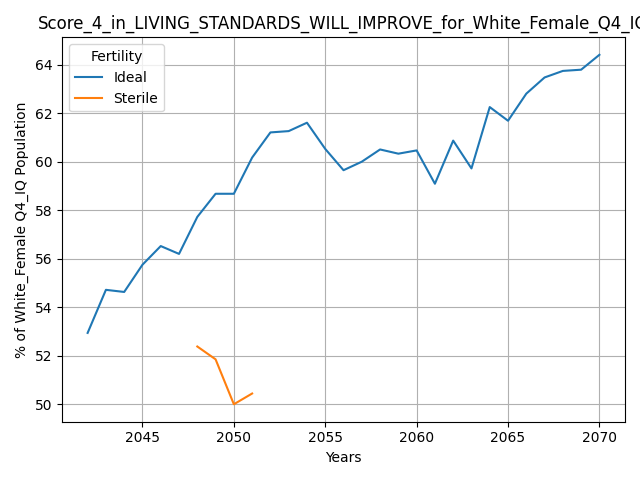 Score_4_in_LIVING_STANDARDS_WILL_IMPROVE_for_White_Female_Q4_IQ
Fertility
Ideal
Sterile
% of White_Female Q4_IQ Population
64
62
60
58
56
54
52
50
2045 2050 2055 2060 2065 2070
Years